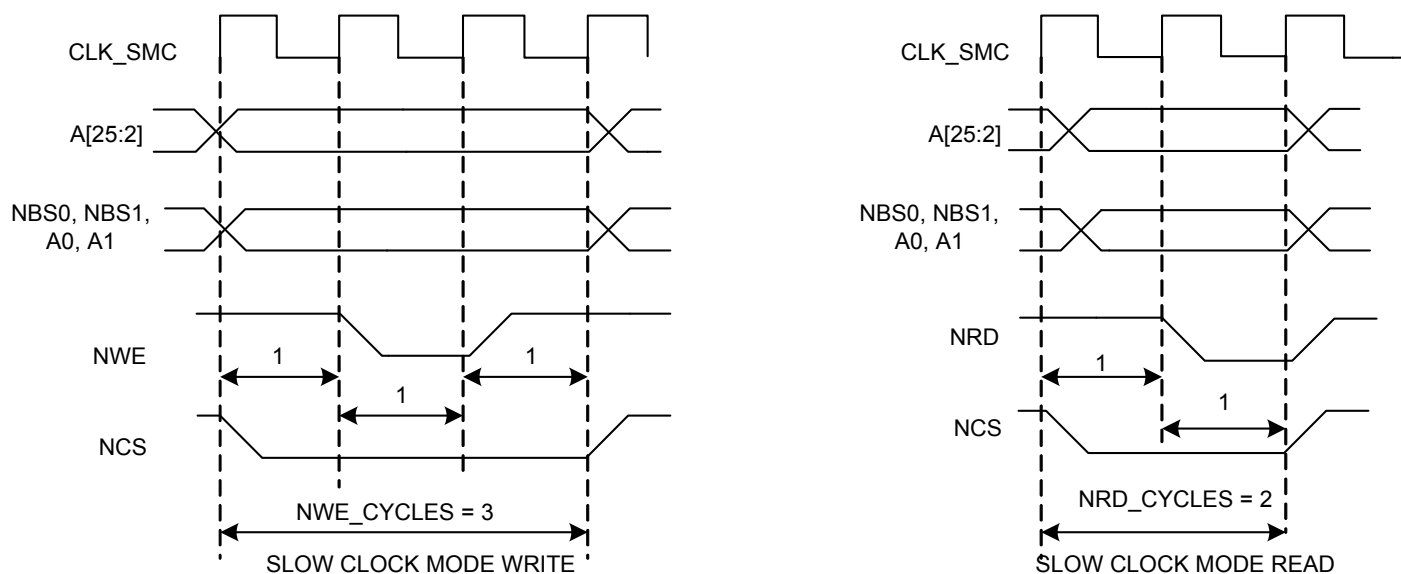 CLK_SMC
A[25:2]
NBS0, NBS1,
A0, A1
NWE
1
1
1
NCS
NWE_CYCLES = 3
SLOW CLOCK MODE WRITE
CLK_SMC
A[25:2]
NBS0, NBS1,
A0, A1
NRD
1
1
NCS
NRD_CYCLES = 2
SLOW CLOCK MODE READ